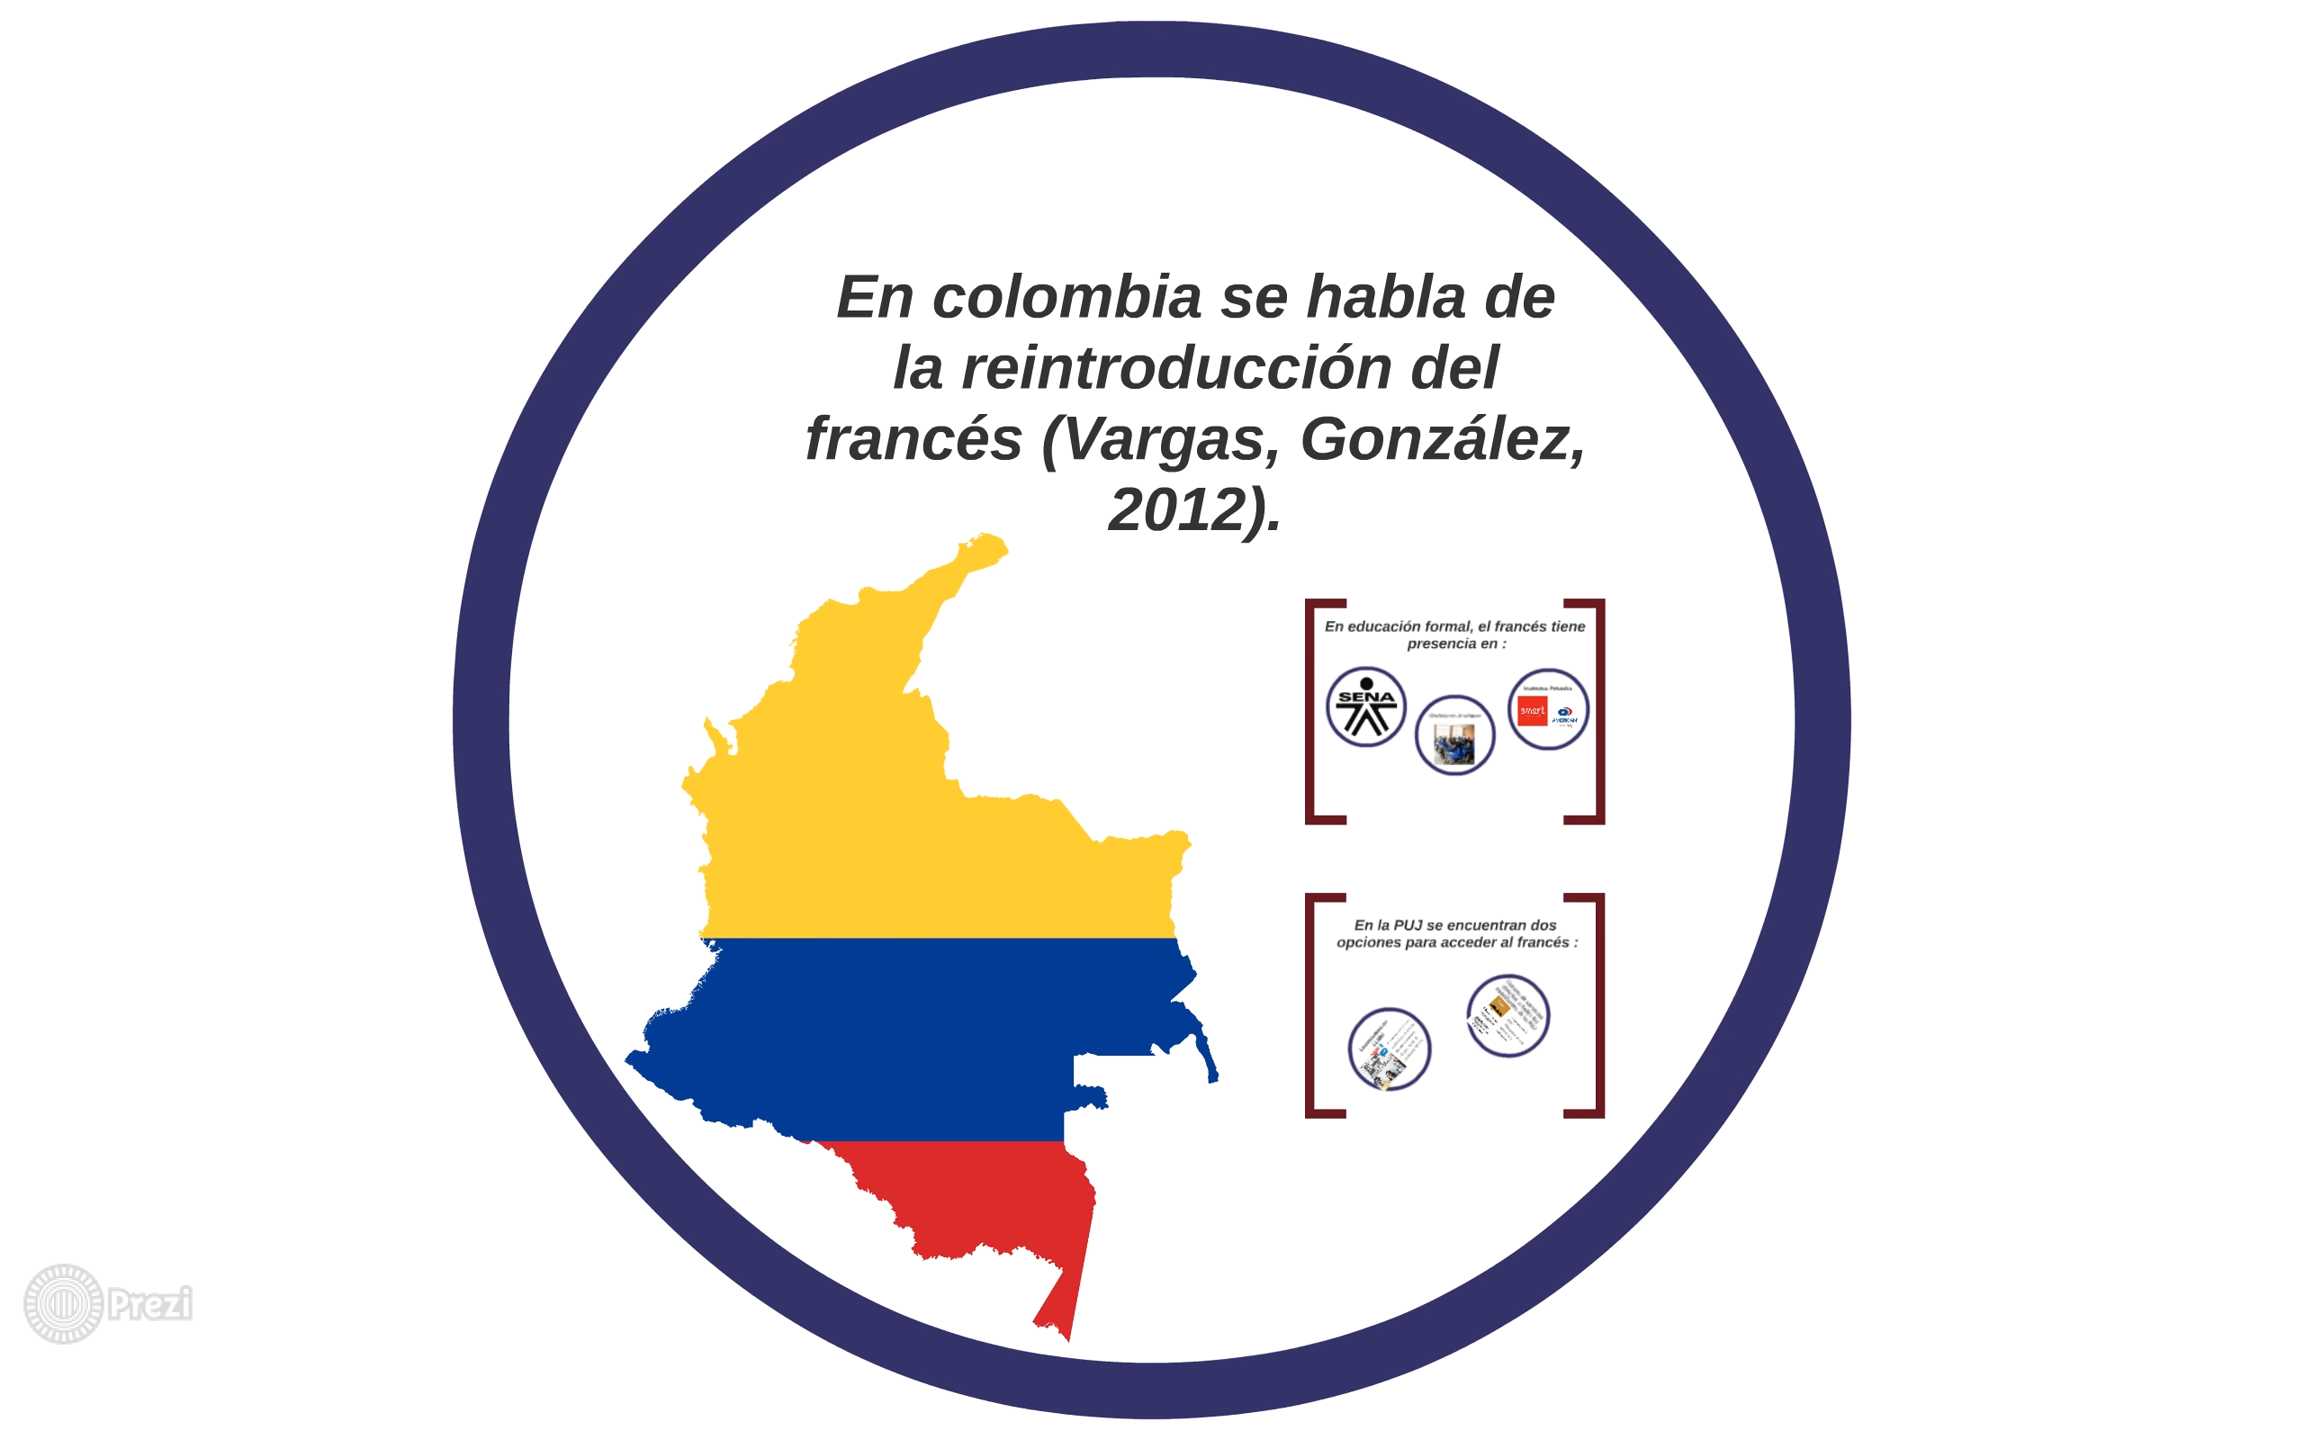 En colombia se habla de
la reintroducción del
francés (Vargas, González,
2012).
En educación formal, el francés tiene
presencia en :
SENA
smart
En la PUJ se encuentran dos
opciones para acceder al francés :
Prezi